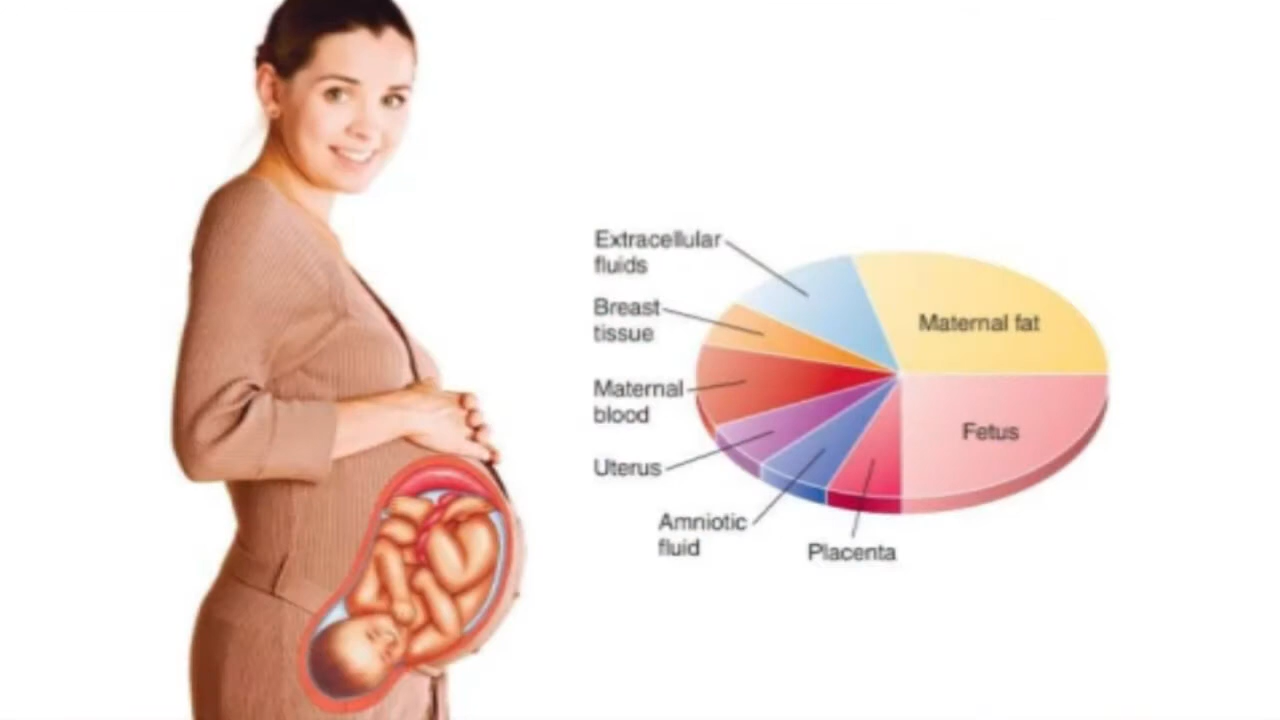 Extracellular
fluids
Maternal fat
Breast
tissue
Maternal
blood
Fetus
Uterus
Amniotic
fluid
Placenta